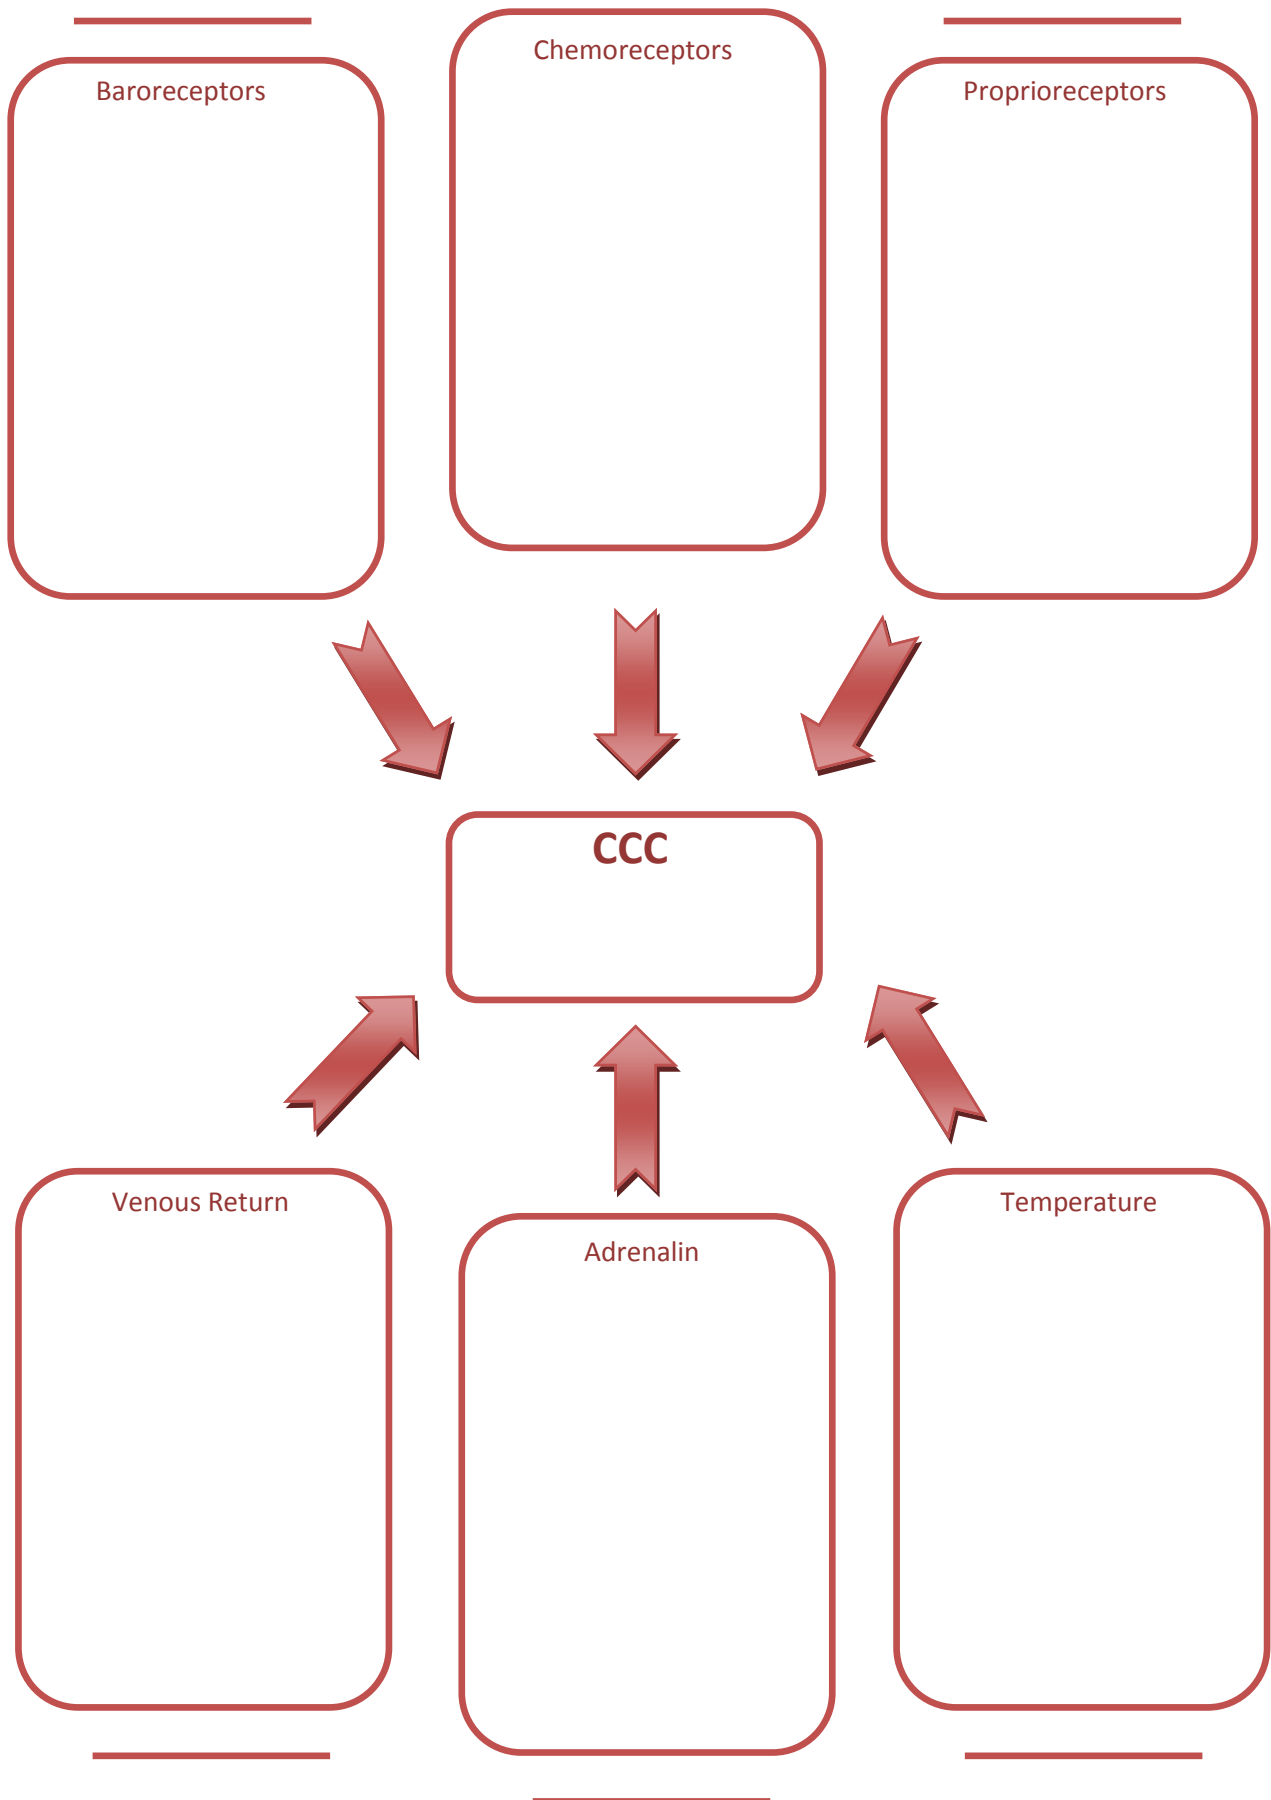 Chemoreceptors
Baroreceptors
Proprioreceptors
CCC
Venous Return
Temperature
Adrenalin